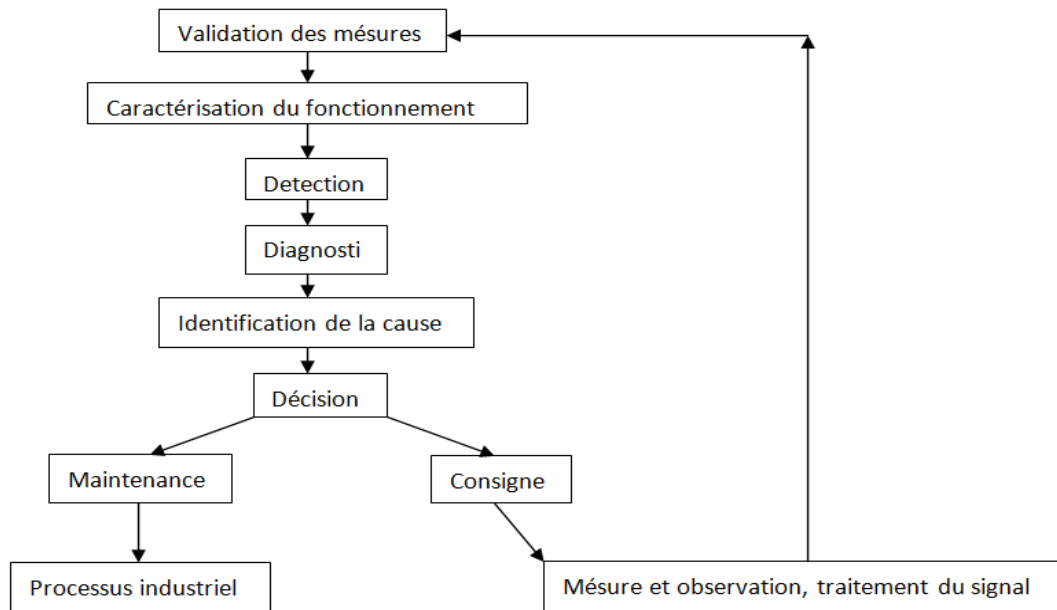 Validation des mésures
Caractérisation du fonctionnement
Detection
Diagnosti
Identification de la cause
Décision
Maintenance
Consigne
Processus industriel
Mésure et observation, traitement du signal